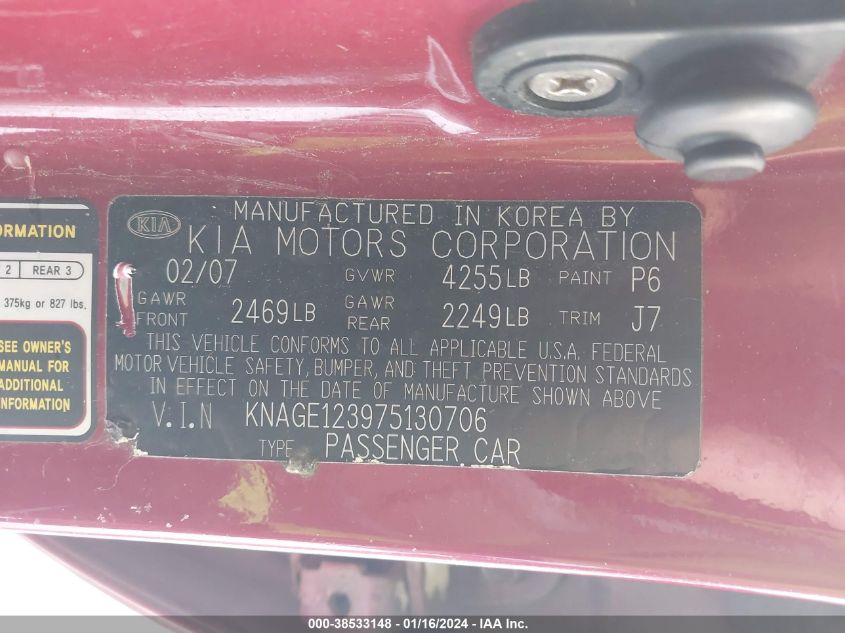 ORMATION
2 REAR 3
375kg or 827 lbs.
SEE OWNER'S
MANUAL FOR
ADDITIONAL
INFORMATION
KIA
MANUFACTURED IN KOREA BY
KIA MOTORS CORPORATION
02/07 GVWR 4255LB PAINT P6
GAWR FRONT 2469LB GAWR REAR 2249LB TRIM J7
THIS VEHICLE CONFORMS TO ALL APPLICABLE U.S.A. FEDERAL
MOTOR VEHICLE SAFETY, BUMPER, AND THEFT PREVENTION STANDARDS
IN EFFECT ON THE DATE OF MANUFACTURE SHOWN ABOVE
V.I.N KNAGE123975130706
TYPE PASSENGER CAR
000-38533148 - 01/16/2024 - IAA Inc.